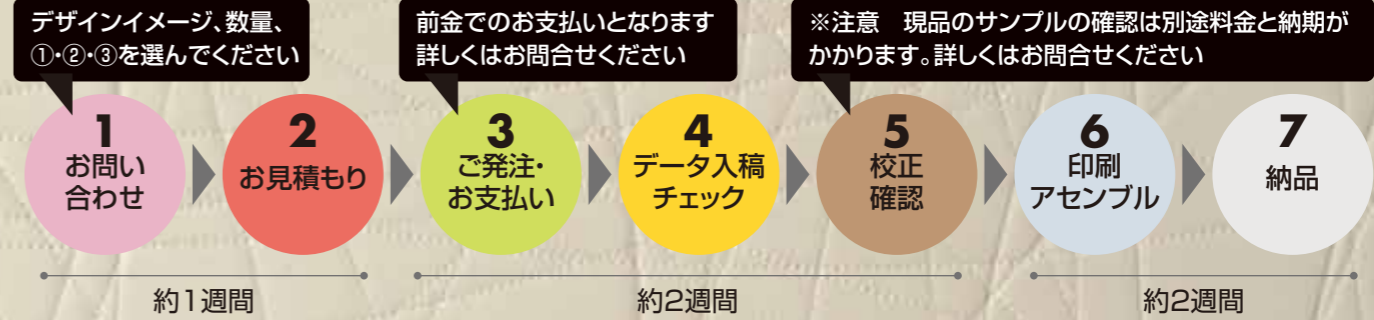 デザインイメージ、数量、
①・②・③を選んでください
前金でのお支払いとなります
詳しくはお問合せください
※注意　現品のサンプルの確認は別途料金と納期が
かかります。詳しくはお問合せください
1
お問い
合わせ
2
お見積もり
3
ご発注・
お支払い
4
データ入稿
チェック
5
校正
確認
6
印刷
アセンブル
7
納品
約1週間
約2週間
約2週間